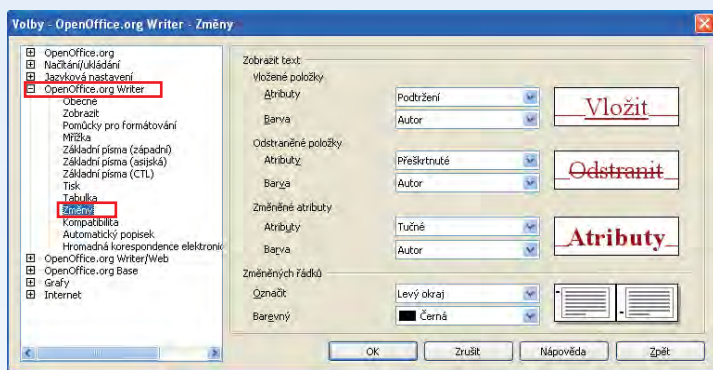 Volby - OpenOffice.org Writer - Změny
OpenOffice.org
Načítání/ukládání
Jazyková nastavení
OpenOffice.org Writer
Obecné
Zobrazit
Pomůcky pro formátování
Mřížka
Základní písma (západní)
Základní písma (asijská)
Základní písma (CTL)
Tisk
Tabulka
Změny
Kompatibilita
Automatický popisek
Hromadná korespondence elektronic
OpenOffice.org Writer/Web
OpenOffice.org Base
Grafy
Internet
Zobrazit text
Vložené položky
Atributy Podtržení
Barva Autor
Vložit
Odstraněné položky
Atributy Přeškrtnuté
Barva Autor
Odstranit
Změněné atributy
Atributy Tučné
Barva Autor
Atributy
Změněných řádků
Označit Levý okraj
Barevný Černá
OK Zrušit Nápověda Zpět